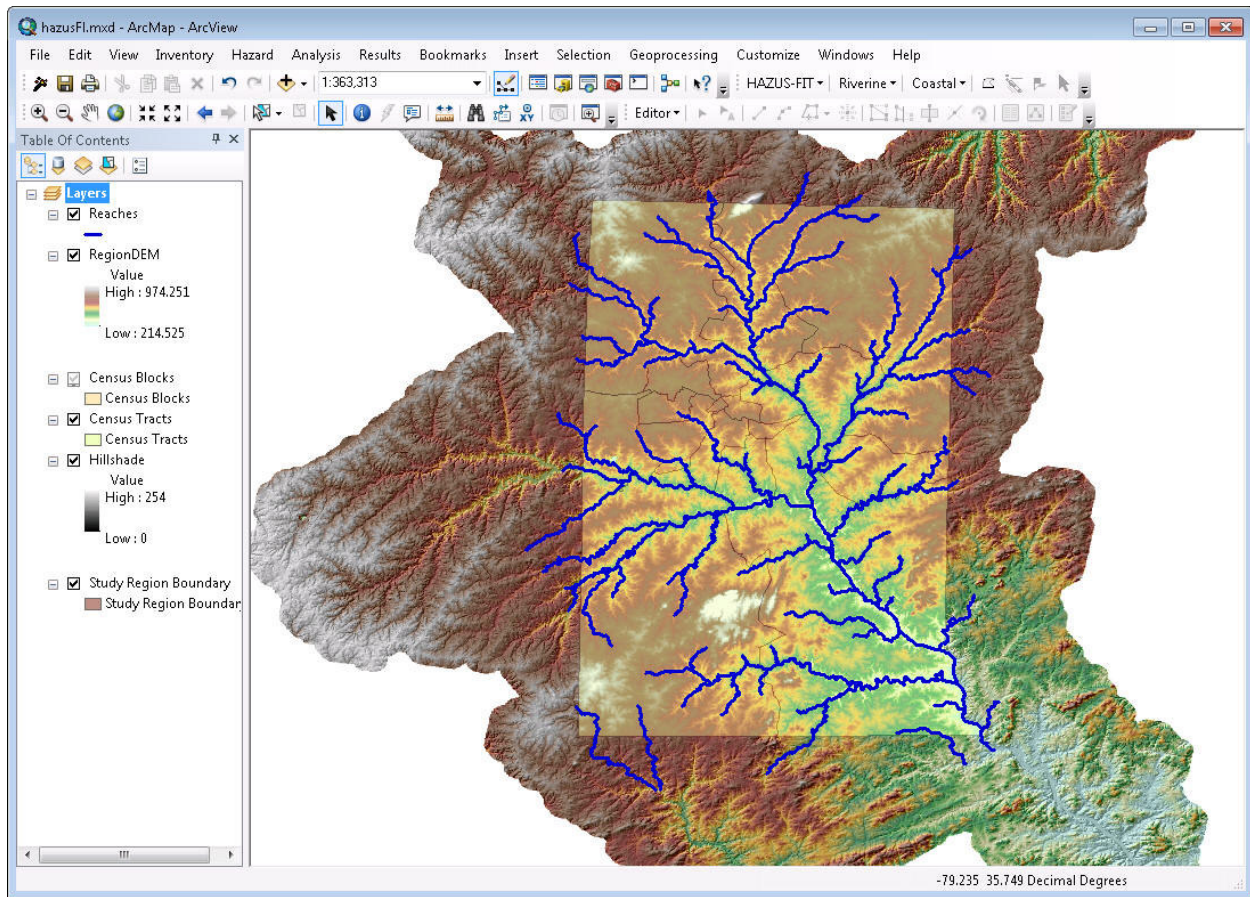 hazusFl.mxd - ArcMap - ArcView
File Edit View Inventory Hazard Analysis Results Bookmarks Insert Selection Geoprocessing Customize Windows Help
1:363,313 HAZUS-FIT Riverine Coastal
Editor
Table Of Contents
Layers
Reaches
RegionDEM
Value
High : 974.251
Low : 214.525
Census Blocks
Census Blocks
Census Tracts
Census Tracts
Hillshade
Value
High : 254
Low : 0
Study Region Boundary
Study Region Boundar
-79.235 35.749 Decimal Degrees